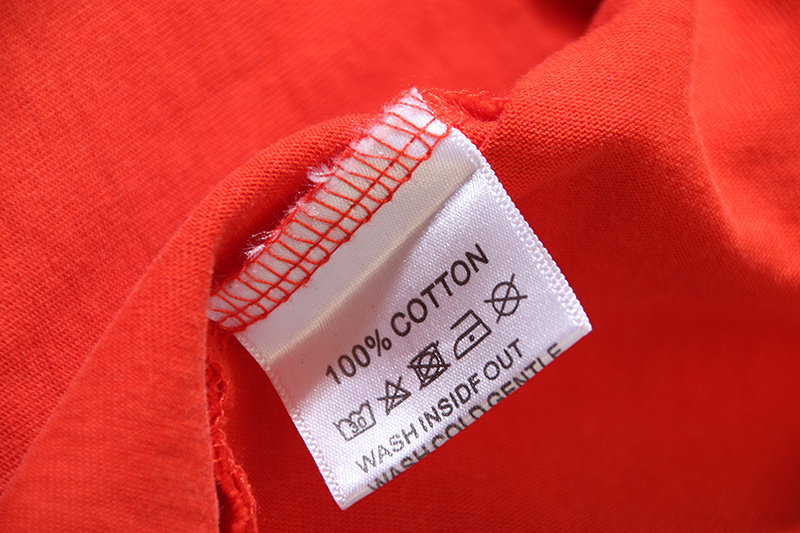 100% COTTON
30
WASH INSIDF OUT
WASH COLD GENTLE